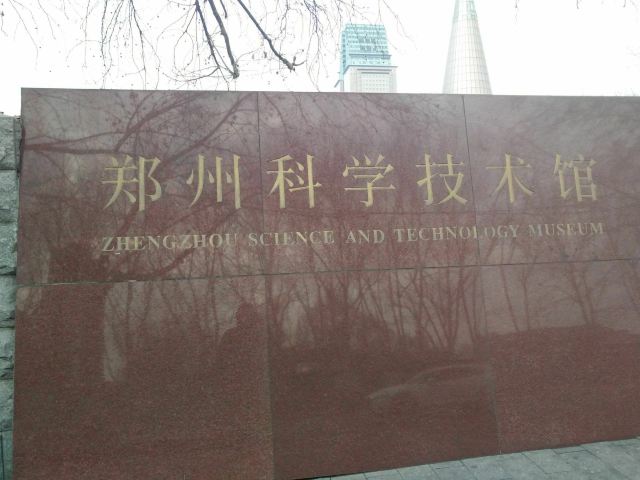 郑州科学技术馆
ZHENGZHOU SCIENCE AND TECHNOLOGY MUSEUM